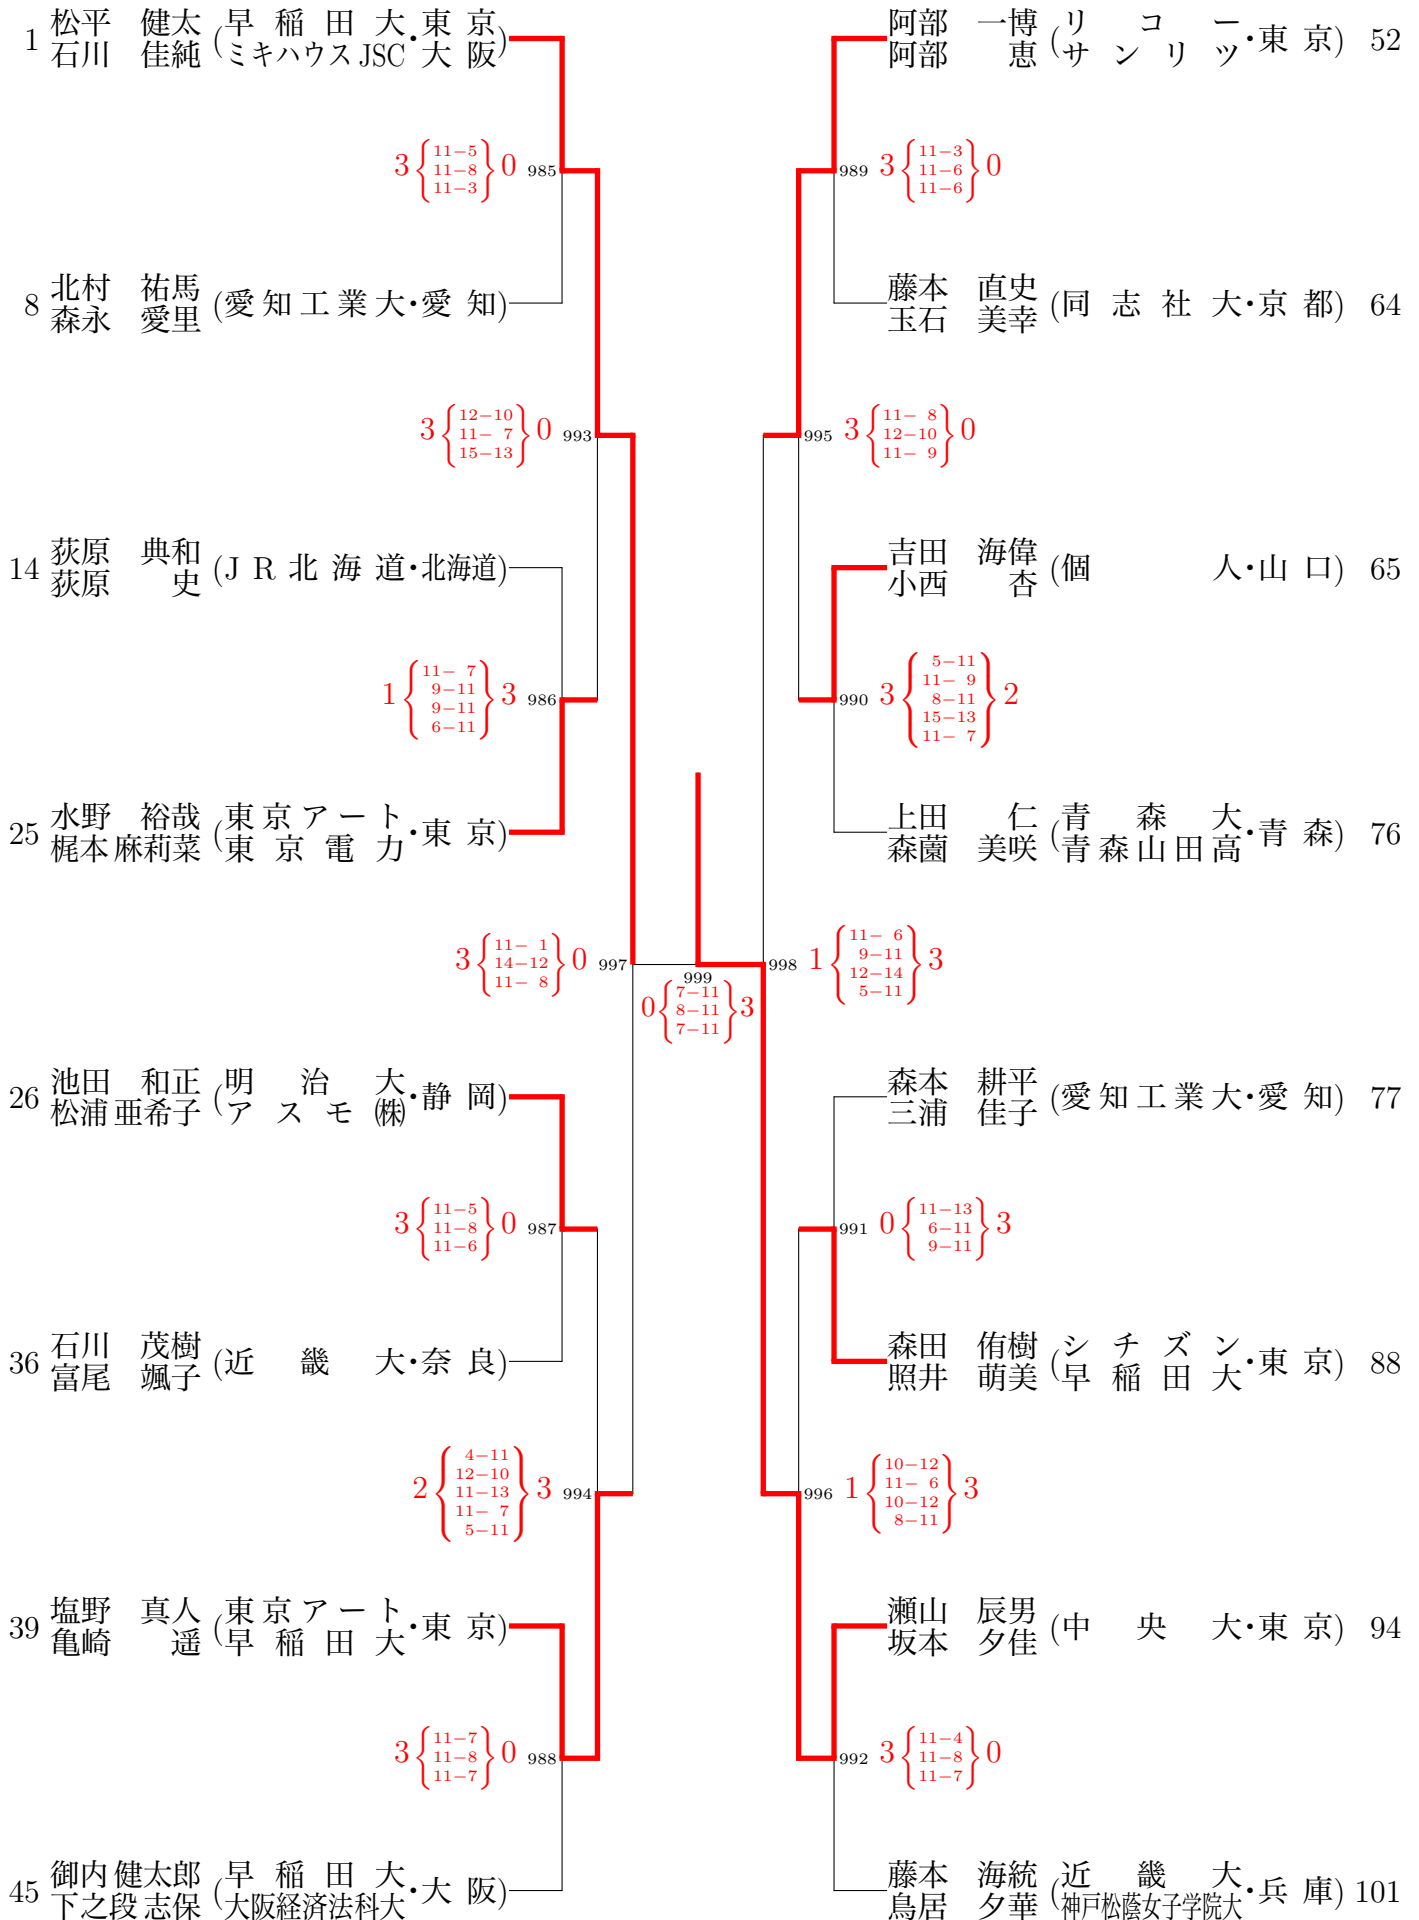 1 松平 健太 石川 佳純 (早稲田大 ミキハウスJSC・東京 大阪)
3 {11-5 11-8 11-3} 0 985
8 北村 祐馬 森永 愛里 (愛知工業大・愛知)
3 {12-10 11-7 15-13} 0 993
14 荻原 典和 荻原 史 (JR北海道・北海道)
1 {11-7 9-11 9-11 6-11} 3 986
25 水野 裕哉 梶本 麻莉菜 (東京アート 東京電力・東京)
3 {11-1 14-12 11-8} 0 997
26 池田 和正 松浦 亜希子 (明治大 アスモ㈱・静岡)
3 {11-5 11-8 11-6} 0 987
36 石川 茂樹 富尾 颯子 (近畿大・奈良)
2 {4-11 12-10 11-13 11-7 5-11} 3 994
39 塩野 真人 亀崎 遥 (東京アート 早稲田大・東京)
3 {11-7 11-8 11-7} 0 988
45 御内 健太郎 下之段 志保 (早稲田大 大阪経済法科大・大阪)
999
0 {7-11 8-11 7-11} 3
阿部 一博 阿部 恵 (リコー サンリツ・東京) 52
989 3 {11-3 11-6 11-6} 0
藤本 直史 玉石 美幸 (同志社大・京都) 64
995 3 {11-8 12-10 11-9} 0
吉田 海偉 小西 杏 (個人・山口) 65
990 3 {5-11 11-9 8-11 15-13 11-7} 2
上田 仁 森薗 美咲 (青森大 青森山田高・青森) 76
998 1 {11-6 9-11 12-14 5-11} 3
森本 耕平 三浦 佳子 (愛知工業大・愛知) 77
991 0 {11-13 6-11 9-11} 3
森田 侑樹 照井 萌美 (シチズン 早稲田大・東京) 88
996 1 {10-12 11-6 10-12 8-11} 3
瀬山 辰男 坂本 夕佳 (中央大・東京) 94
992 3 {11-4 11-8 11-7} 0
藤本 海統 鳥居 夕華 (近畿大 神戸松蔭女子学院大・兵庫) 101